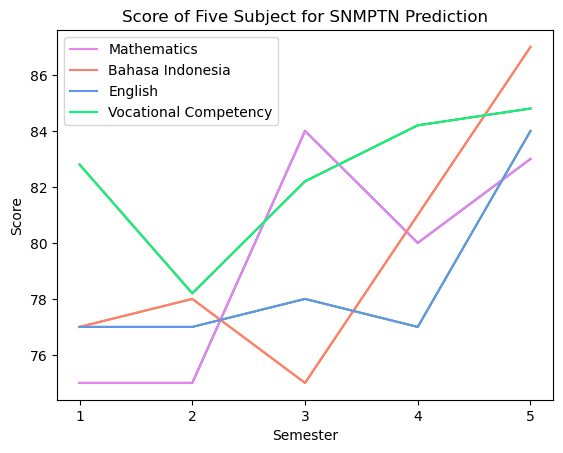 Score of Five Subject for SNMPTN Prediction
Mathematics
Bahasa Indonesia
English
Vocational Competency
86
84
82
80
78
76
Score
1 2 3 4 5
Semester